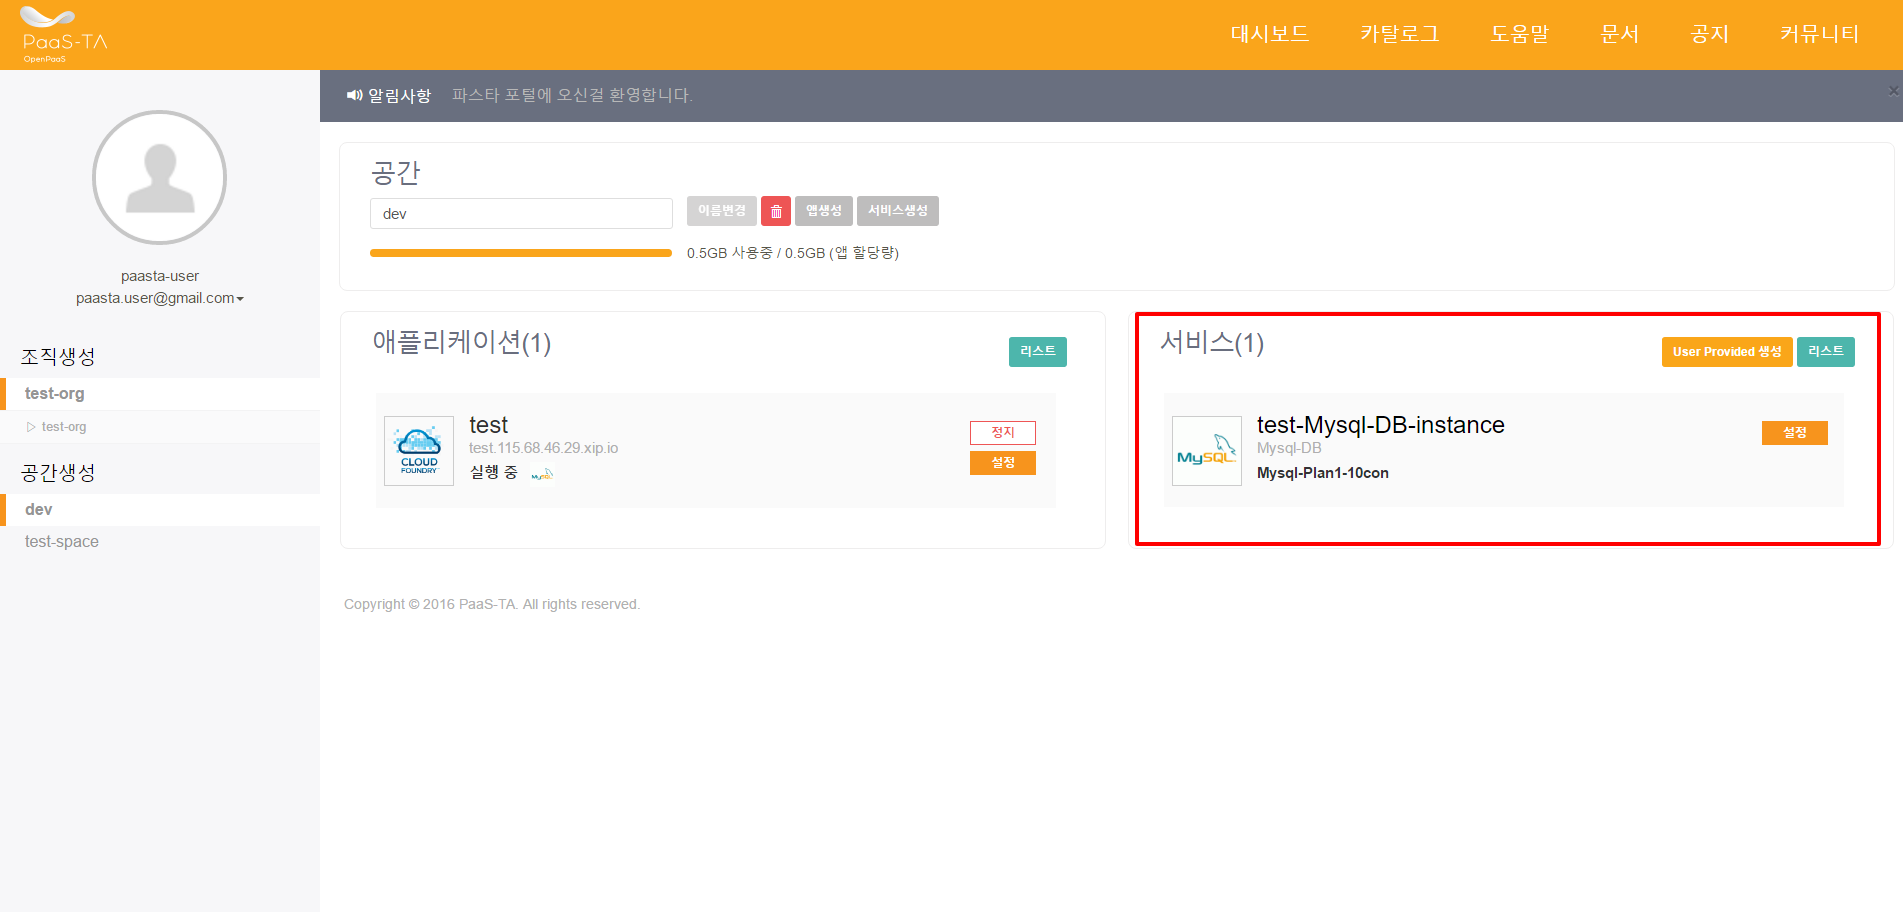 PaaS-TA
OpenPaaS
대시보드 카탈로그 도움말 문서 공지 커뮤니티
알림사항 파스타 포털에 오신걸 환영합니다.
×
paasta-user
paasta.user@gmail.com
조직생성
test-org
test-org
공간생성
dev
test-space
공간
dev 이름변경 앱생성 서비스생성
0.5GB 사용중 / 0.5GB (앱 할당량)
애플리케이션(1) 리스트
CLOUD
FOUNDRY
test
test.115.68.46.29.xip.io
실행 중
MySQL
정지
설정
서비스(1) User Provided 생성 리스트
MySQL
test-Mysql-DB-instance
Mysql-DB
Mysql-Plan1-10con
설정
Copyright © 2016 PaaS-TA. All rights reserved.